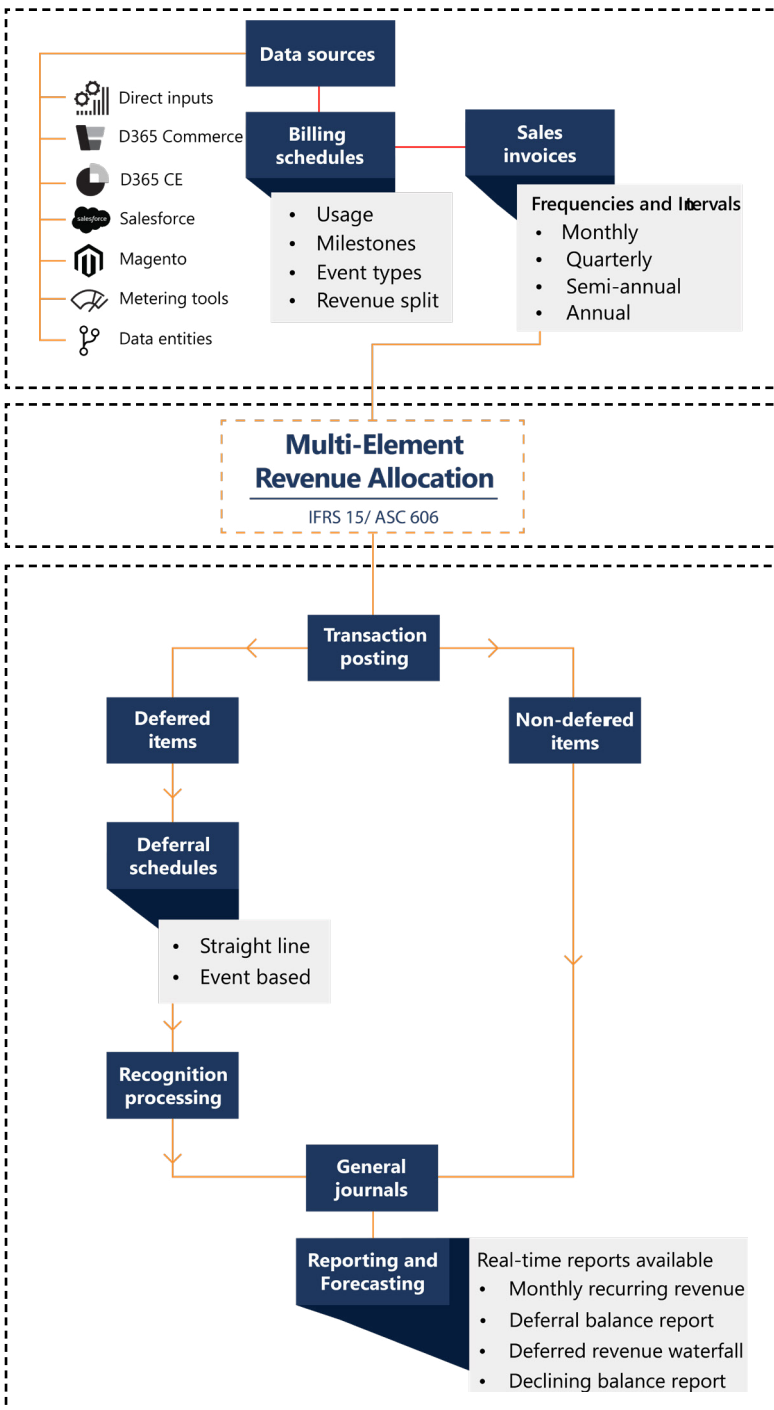 Data sources
Direct inputs
D365 Commerce
D365 CE
salesforce
Salesforce
Magento
Metering tools
Data entities
Billing
schedules
• Usage
• Milestones
• Event types
• Revenue split
Sales
invoices
Frequencies and Intervals
• Monthly
• Quarterly
• Semi-annual
• Annual
Multi-Element
Revenue Allocation
IFRS 15/ ASC 606
Transaction
posting
Deferred
items
Non-deferred
items
Deferral
schedules
• Straight line
• Event based
Recognition
processing
General
journals
Reporting and
Forecasting
Real-time reports available
• Monthly recurring revenue
• Deferral balance report
• Deferred revenue waterfall
• Declining balance report